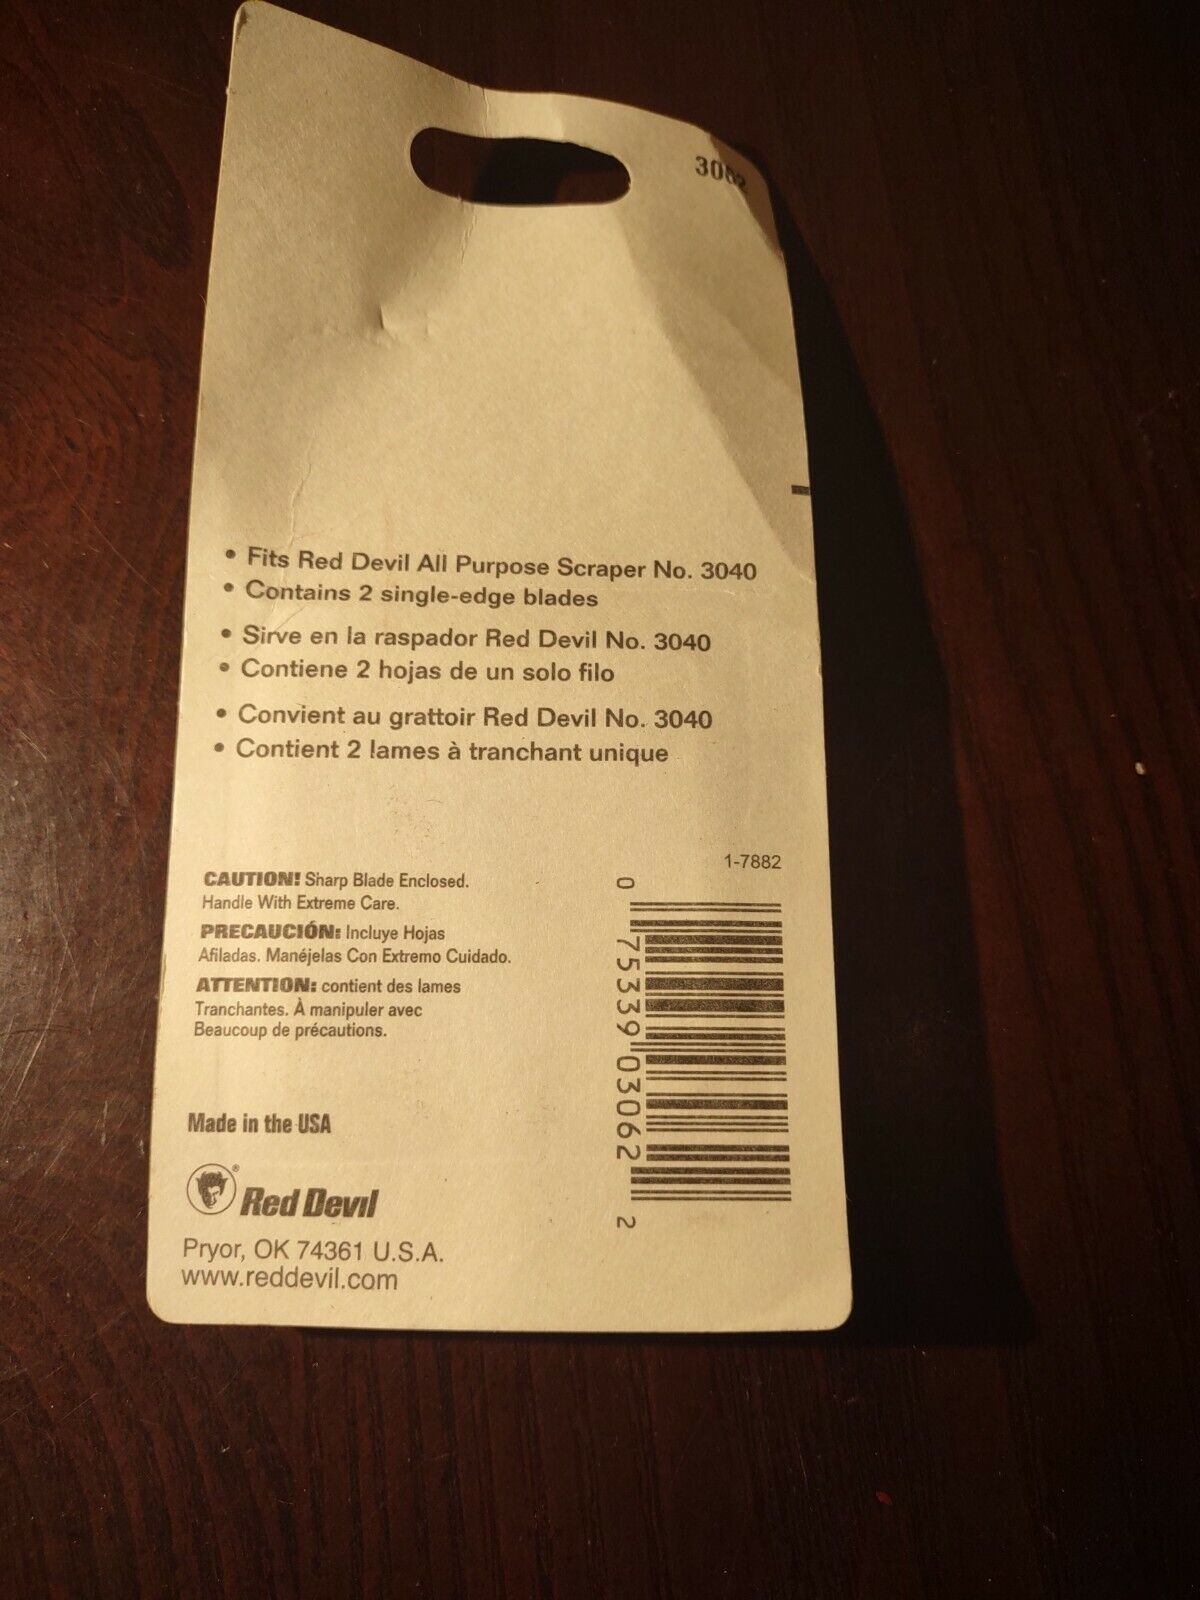 • Fits Red Devil All Purpose Scraper No. 3040
• Contains 2 single-edge blades
• Sirve en la raspador Red Devil No. 3040
• Contiene 2 hojas de un solo filo
• Convient au grattoir Red Devil No. 3040
• Contient 2 lames à tranchant unique
1-7882
CAUTION! Sharp Blade Enclosed.
Handle With Extreme Care.
PRECAUCIÓN: Incluye Hojas
Afiladas. Manéjelas Con Extremo Cuidado.
ATTENTION: contient des lames
Tranchantes. À manipuler avec
Beaucoup de précautions.
0 75339 03062 2
Made in the USA
® Red Devil
Pryor, OK 74361 U.S.A.
www.reddevil.com